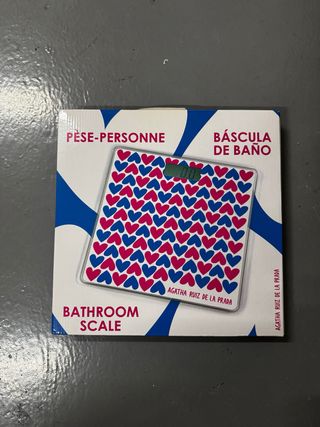 PÈSE-PERSONNE
BÁSCULA
DE BAÑO
AGATHA RUIZ DE LA PRADA
BATHROOM
SCALE
AGATHA RUIZ DE LA PRADA